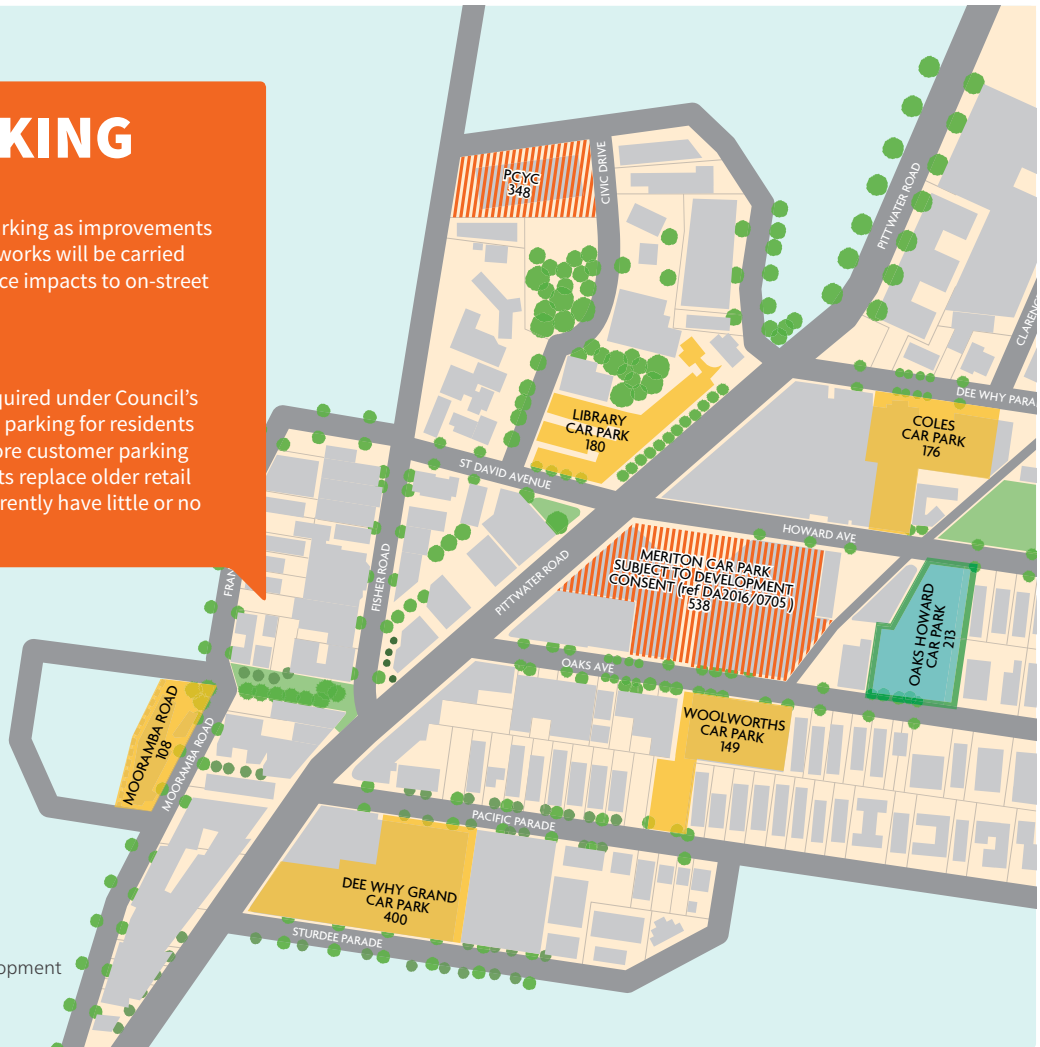 KING
rking as improvements
works will be carried
ce impacts to on-street
quired under Council's
parking for residents
ore customer parking
ts replace older retail
rrently have little or no
opment
PCYC
348
CIVIC DRIVE
PITTWATER ROAD
CLARENC
DEE WHY PARA
LIBRARY
CAR PARK
180
COLES
CAR PARK
176
ST DAVID AVENUE
HOWARD AVE
MERITON CAR PARK
SUBJECT TO DEVELOPMENT
CONSENT (ref DA2016/0705 )
538
PITTWATER ROAD
FISHER ROAD
FRAN
OAKS HOWARD
CAR PARK
213
OAKS AVE
WOOLWORTHS
CAR PARK
149
MOORAMBA ROAD
108
MOORAMBA ROAD
PACIFIC PARADE
DEE WHY GRAND
CAR PARK
400
STURDEE PARADE